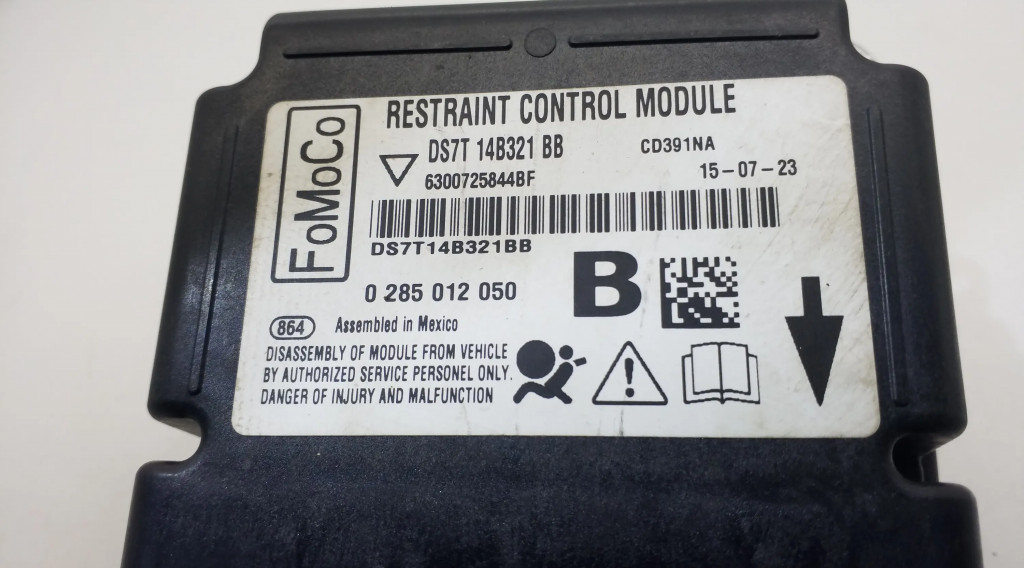 FoMoCo
RESTRAINT CONTROL MODULE
DS7T 14B321 BB
CD391NA
6300725844BF
15-07-23
DS7T14B321BB
0 285 012 050
B
864 Assembled in Mexico
DISASSEMBLY OF MODULE FROM VEHICLE
BY AUTHORIZED SERVICE PERSONEL ONLY.
DANGER OF INJURY AND MALFUNCTION